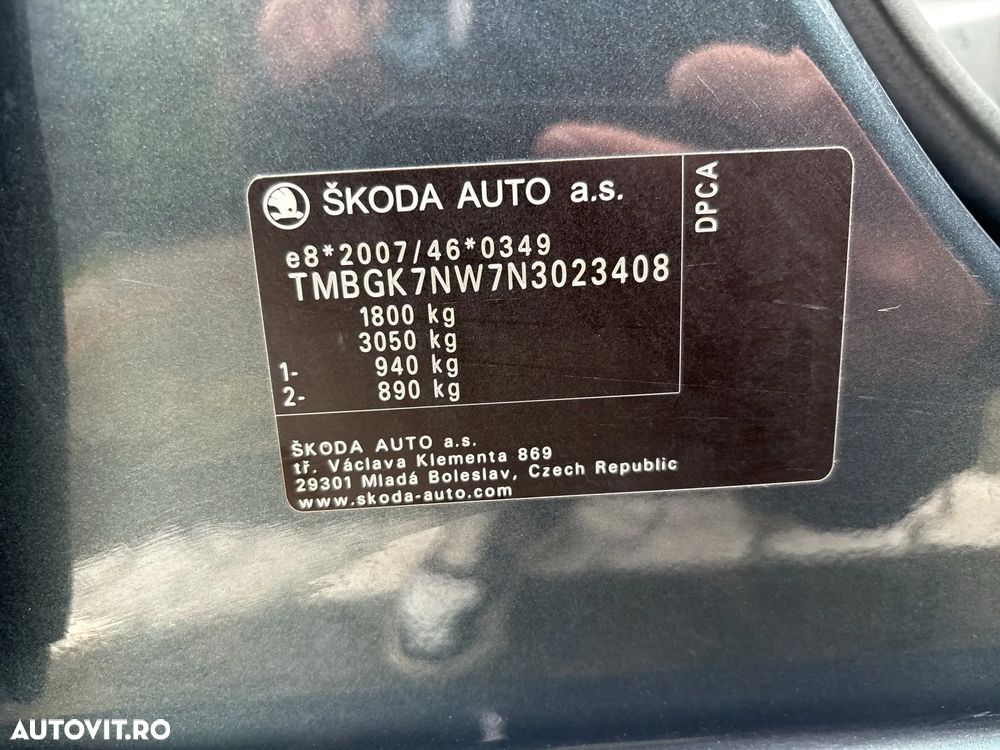 ŠKODA AUTO a.s.
DPCA
e8*2007/46*0349
TMBGK7NW7N3023408
1800 kg
3050 kg
1- 940 kg
2- 890 kg
ŠKODA AUTO a.s.
tř. Václava Klementa 869
29301 Mladá Boleslav, Czech Republic
www.skoda-auto.com
AUTOVIT.RO